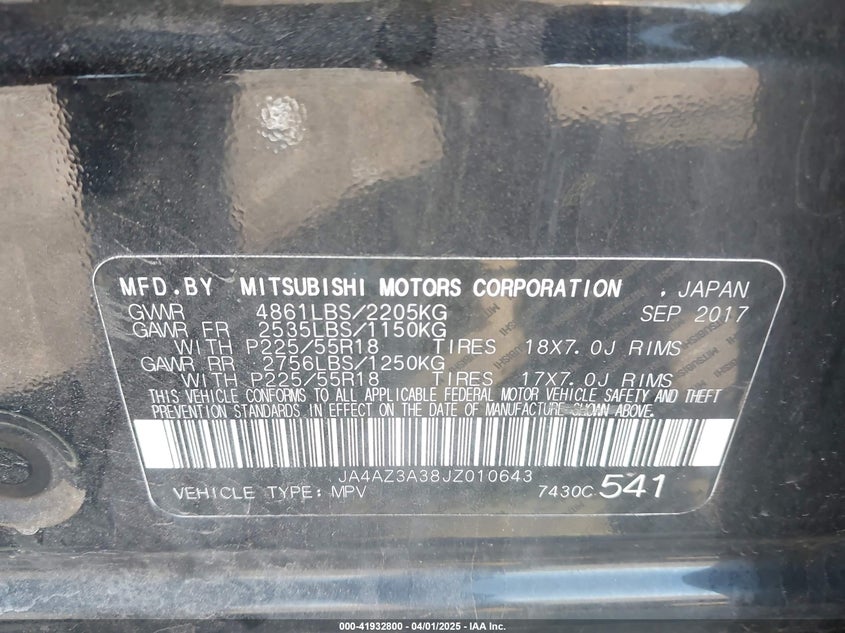 MFD.BY MITSUBISHI MOTORS CORPORATION , JAPAN
GVWR 4861LBS/2205KG SEP 2017
GAWR FR 2535LBS/1150KG
WITH P225/55R18 TIRES 18X7.0J RIMS
GAWR RR 2756LBS/1250KG
WITH P225/55R18 TIRES 17X7.0J RIMS
THIS VEHICLE CONFORMS TO ALL APPLICABLE FEDERAL MOTOR VEHICLE SAFETY AND THEFT
PREVENTION STANDARDS IN EFFECT ON THE DATE OF MANUFACTURE SHOWN ABOVE.
JA4AZ3A38JZ010643
VEHICLE TYPE: MPV 7430C 541
000-41932800 - 04/01/2025 - IAA Inc.